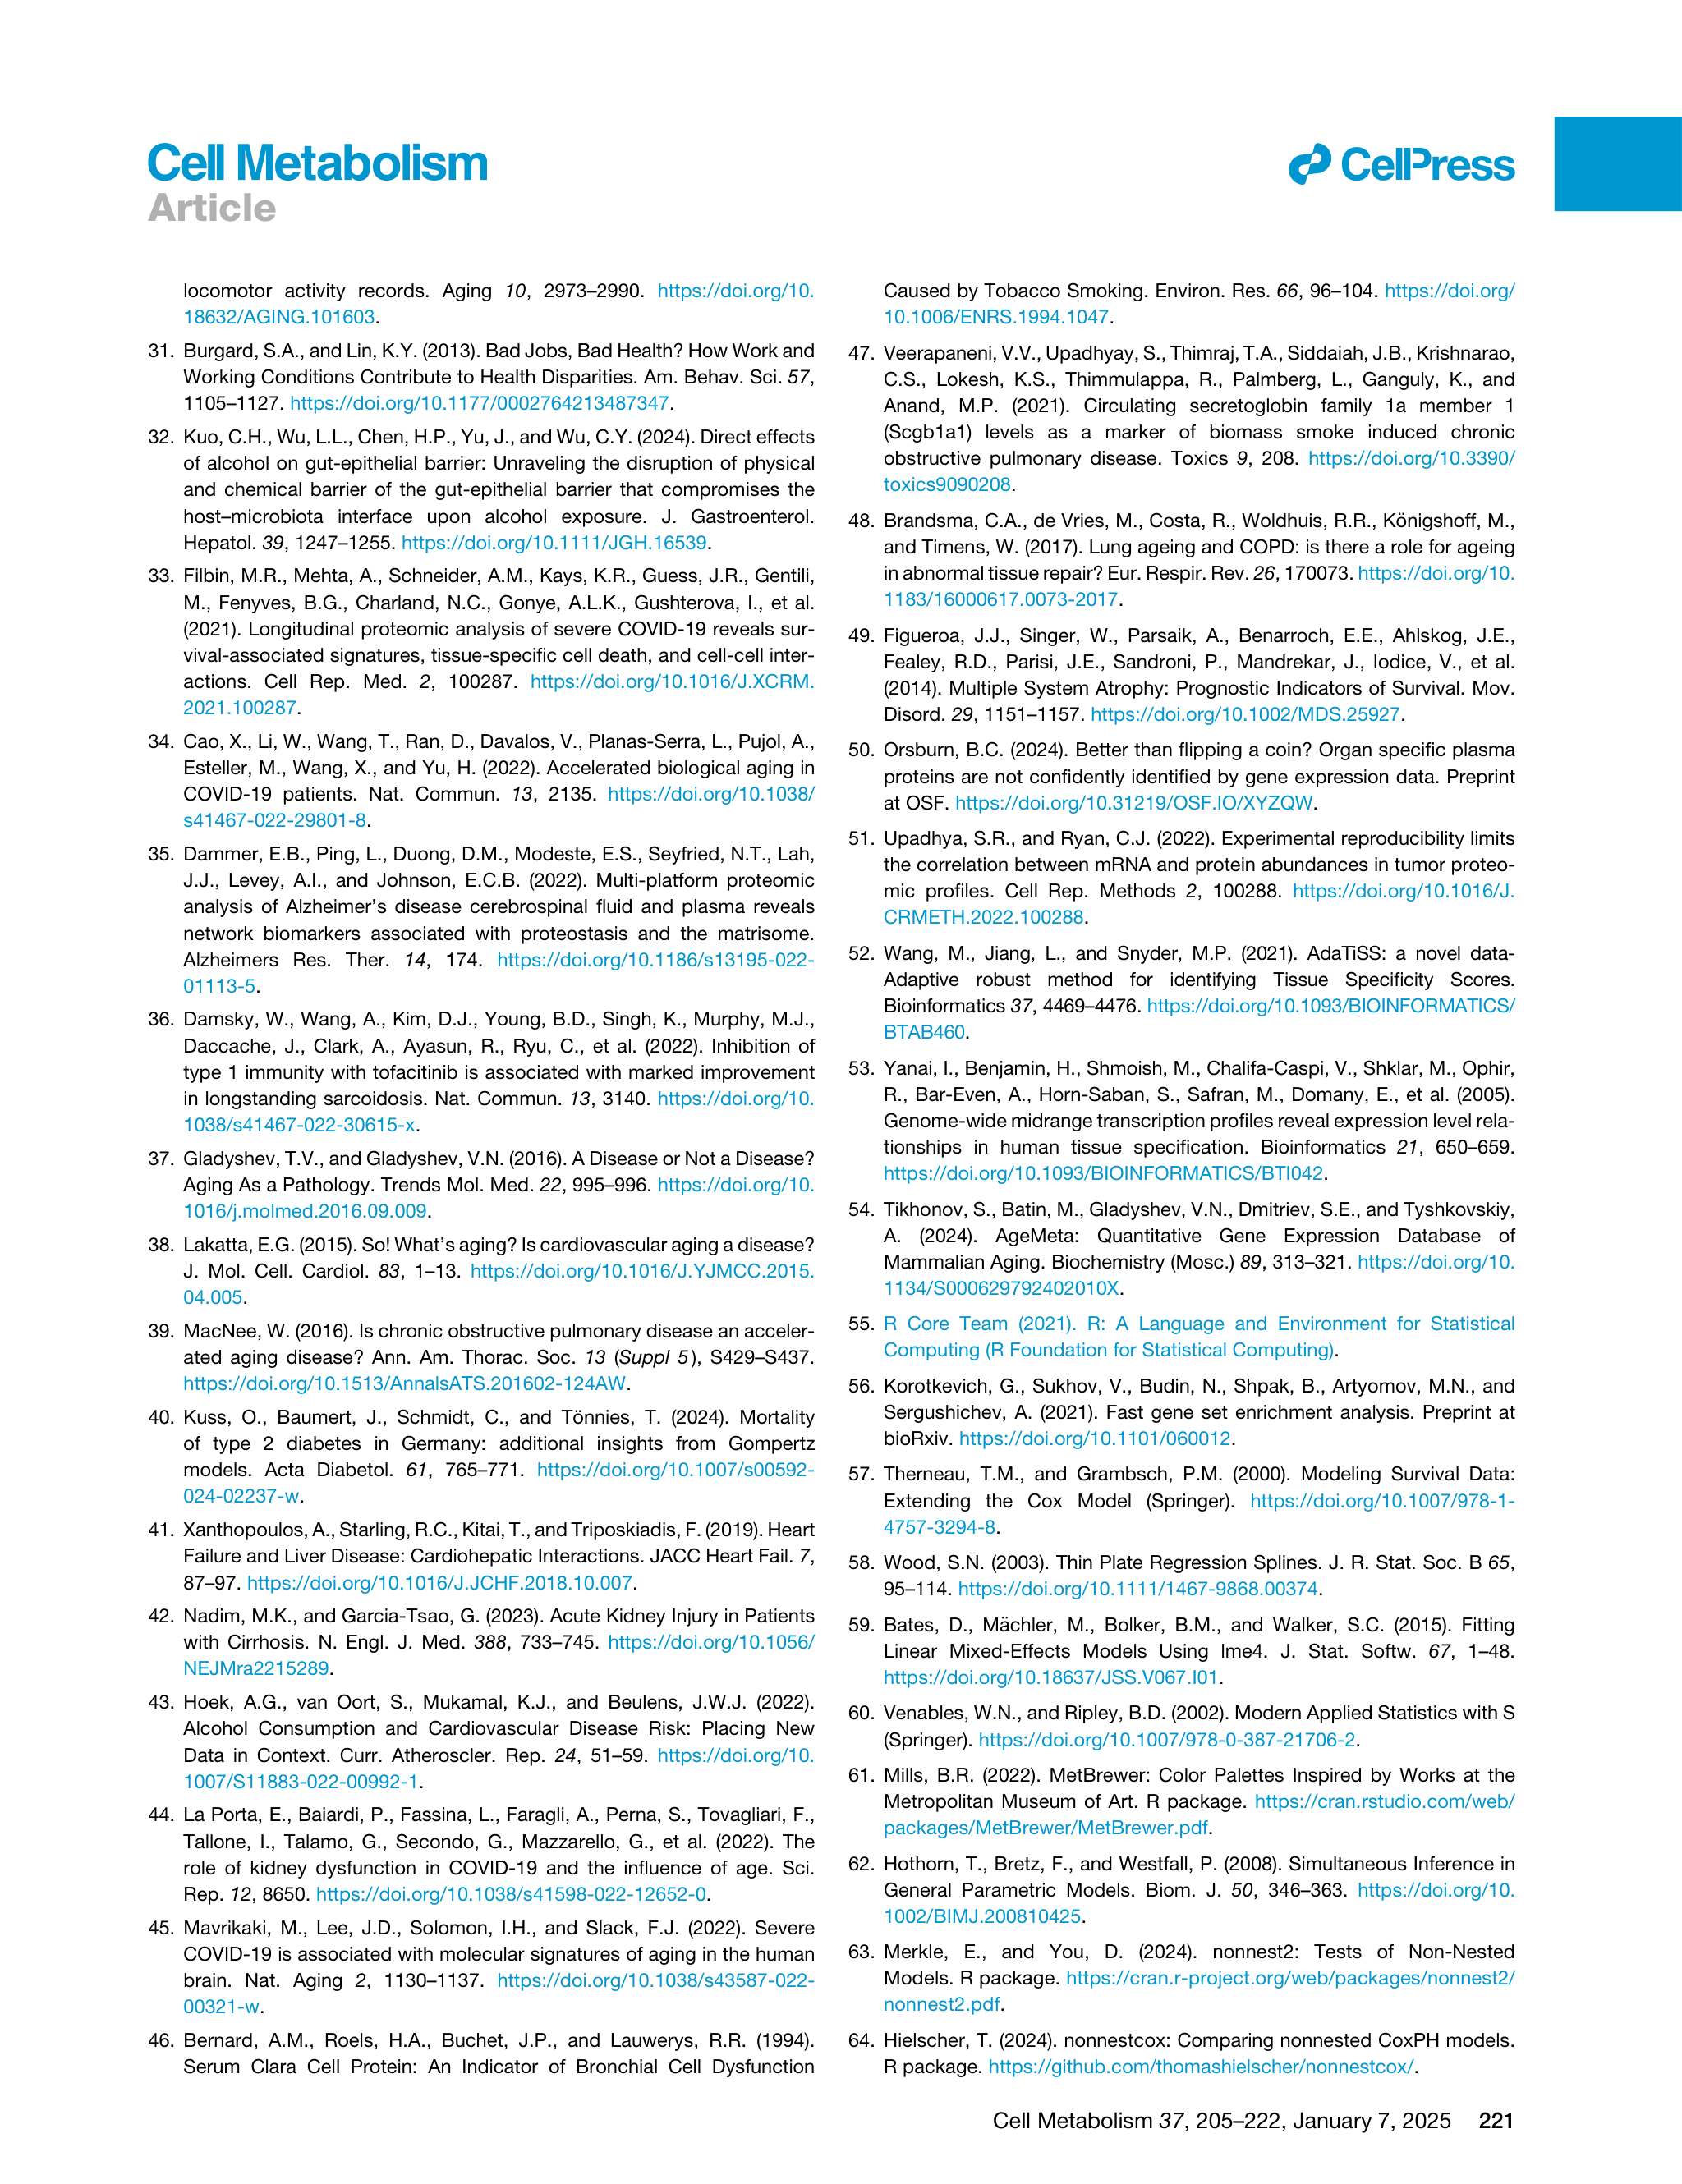 Cell Metabolism
Article
CellPress
locomotor activity records. Aging 10, 2973–2990. https://doi.org/10.
18632/AGING.101603.
31. Burgard, S.A., and Lin, K.Y. (2013). Bad Jobs, Bad Health? How Work and
Working Conditions Contribute to Health Disparities. Am. Behav. Sci. 57,
1105–1127. https://doi.org/10.1177/0002764213487347.
32. Kuo, C.H., Wu, L.L., Chen, H.P., Yu, J., and Wu, C.Y. (2024). Direct effects
of alcohol on gut-epithelial barrier: Unraveling the disruption of physical
and chemical barrier of the gut-epithelial barrier that compromises the
host–microbiota interface upon alcohol exposure. J. Gastroenterol.
Hepatol. 39, 1247–1255. https://doi.org/10.1111/JGH.16539.
33. Filbin, M.R., Mehta, A., Schneider, A.M., Kays, K.R., Guess, J.R., Gentili,
M., Fenyves, B.G., Charland, N.C., Gonye, A.L.K., Gushterova, I., et al.
(2021). Longitudinal proteomic analysis of severe COVID-19 reveals sur-
vival-associated signatures, tissue-specific cell death, and cell-cell inter-
actions. Cell Rep. Med. 2, 100287. https://doi.org/10.1016/J.XCRM.
2021.100287.
34. Cao, X., Li, W., Wang, T., Ran, D., Davalos, V., Planas-Serra, L., Pujol, A.,
Esteller, M., Wang, X., and Yu, H. (2022). Accelerated biological aging in
COVID-19 patients. Nat. Commun. 13, 2135. https://doi.org/10.1038/
s41467-022-29801-8.
35. Dammer, E.B., Ping, L., Duong, D.M., Modeste, E.S., Seyfried, N.T., Lah,
J.J., Levey, A.I., and Johnson, E.C.B. (2022). Multi-platform proteomic
analysis of Alzheimer's disease cerebrospinal fluid and plasma reveals
network biomarkers associated with proteostasis and the matrisome.
Alzheimers Res. Ther. 14, 174. https://doi.org/10.1186/s13195-022-
01113-5.
36. Damsky, W., Wang, A., Kim, D.J., Young, B.D., Singh, K., Murphy, M.J.,
Daccache, J., Clark, A., Ayasun, R., Ryu, C., et al. (2022). Inhibition of
type 1 immunity with tofacitinib is associated with marked improvement
in longstanding sarcoidosis. Nat. Commun. 13, 3140. https://doi.org/10.
1038/s41467-022-30615-x.
37. Gladyshev, T.V., and Gladyshev, V.N. (2016). A Disease or Not a Disease?
Aging As a Pathology. Trends Mol. Med. 22, 995–996. https://doi.org/10.
1016/j.molmed.2016.09.009.
38. Lakatta, E.G. (2015). So! What's aging? Is cardiovascular aging a disease?
J. Mol. Cell. Cardiol. 83, 1–13. https://doi.org/10.1016/J.YJMCC.2015.
04.005.
39. MacNee, W. (2016). Is chronic obstructive pulmonary disease an acceler-
ated aging disease? Ann. Am. Thorac. Soc. 13 (Suppl 5), S429–S437.
https://doi.org/10.1513/AnnalsATS.201602-124AW.
40. Kuss, O., Baumert, J., Schmidt, C., and Tönnies, T. (2024). Mortality
of type 2 diabetes in Germany: additional insights from Gompertz
models. Acta Diabetol. 61, 765–771. https://doi.org/10.1007/s00592-
024-02237-w.
41. Xanthopoulos, A., Starling, R.C., Kitai, T., and Triposkiadis, F. (2019). Heart
Failure and Liver Disease: Cardiohepatic Interactions. JACC Heart Fail. 7,
87–97. https://doi.org/10.1016/J.JCHF.2018.10.007.
42. Nadim, M.K., and Garcia-Tsao, G. (2023). Acute Kidney Injury in Patients
with Cirrhosis. N. Engl. J. Med. 388, 733–745. https://doi.org/10.1056/
NEJMra2215289.
43. Hoek, A.G., van Oort, S., Mukamal, K.J., and Beulens, J.W.J. (2022).
Alcohol Consumption and Cardiovascular Disease Risk: Placing New
Data in Context. Curr. Atheroscler. Rep. 24, 51–59. https://doi.org/10.
1007/S11883-022-00992-1.
44. La Porta, E., Baiardi, P., Fassina, L., Faragli, A., Perna, S., Tovagliari, F.,
Tallone, I., Talamo, G., Secondo, G., Mazzarello, G., et al. (2022). The
role of kidney dysfunction in COVID-19 and the influence of age. Sci.
Rep. 12, 8650. https://doi.org/10.1038/s41598-022-12652-0.
45. Mavrikaki, M., Lee, J.D., Solomon, I.H., and Slack, F.J. (2022). Severe
COVID-19 is associated with molecular signatures of aging in the human
brain. Nat. Aging 2, 1130–1137. https://doi.org/10.1038/s43587-022-
00321-w.
46. Bernard, A.M., Roels, H.A., Buchet, J.P., and Lauwerys, R.R. (1994).
Serum Clara Cell Protein: An Indicator of Bronchial Cell Dysfunction
Caused by Tobacco Smoking. Environ. Res. 66, 96–104. https://doi.org/
10.1006/ENRS.1994.1047.
47. Veerapaneni, V.V., Upadhyay, S., Thimraj, T.A., Siddaiah, J.B., Krishnarao,
C.S., Lokesh, K.S., Thimmulappa, R., Palmberg, L., Ganguly, K., and
Anand, M.P. (2021). Circulating secretoglobin family 1a member 1
(Scgb1a1) levels as a marker of biomass smoke induced chronic
obstructive pulmonary disease. Toxics 9, 208. https://doi.org/10.3390/
toxics9090208.
48. Brandsma, C.A., de Vries, M., Costa, R., Woldhuis, R.R., Königshoff, M.,
and Timens, W. (2017). Lung ageing and COPD: is there a role for ageing
in abnormal tissue repair? Eur. Respir. Rev. 26, 170073. https://doi.org/10.
1183/16000617.0073-2017.
49. Figueroa, J.J., Singer, W., Parsaik, A., Benarroch, E.E., Ahlskog, J.E.,
Fealey, R.D., Parisi, J.E., Sandroni, P., Mandrekar, J., Iodice, V., et al.
(2014). Multiple System Atrophy: Prognostic Indicators of Survival. Mov.
Disord. 29, 1151–1157. https://doi.org/10.1002/MDS.25927.
50. Orsburn, B.C. (2024). Better than flipping a coin? Organ specific plasma
proteins are not confidently identified by gene expression data. Preprint
at OSF. https://doi.org/10.31219/OSF.IO/XYZQW.
51. Upadhya, S.R., and Ryan, C.J. (2022). Experimental reproducibility limits
the correlation between mRNA and protein abundances in tumor proteo-
mic profiles. Cell Rep. Methods 2, 100288. https://doi.org/10.1016/J.
CRMETH.2022.100288.
52. Wang, M., Jiang, L., and Snyder, M.P. (2021). AdaTiSS: a novel data-
Adaptive robust method for identifying Tissue Specificity Scores.
Bioinformatics 37, 4469–4476. https://doi.org/10.1093/BIOINFORMATICS/
BTAB460.
53. Yanai, I., Benjamin, H., Shmoish, M., Chalifa-Caspi, V., Shklar, M., Ophir,
R., Bar-Even, A., Horn-Saban, S., Safran, M., Domany, E., et al. (2005).
Genome-wide midrange transcription profiles reveal expression level rela-
tionships in human tissue specification. Bioinformatics 21, 650–659.
https://doi.org/10.1093/BIOINFORMATICS/BTI042.
54. Tikhonov, S., Batin, M., Gladyshev, V.N., Dmitriev, S.E., and Tyshkovskiy,
A. (2024). AgeMeta: Quantitative Gene Expression Database of
Mammalian Aging. Biochemistry (Mosc.) 89, 313–321. https://doi.org/10.
1134/S000629792402010X.
55. R Core Team (2021). R: A Language and Environment for Statistical
Computing (R Foundation for Statistical Computing).
56. Korotkevich, G., Sukhov, V., Budin, N., Shpak, B., Artyomov, M.N., and
Sergushichev, A. (2021). Fast gene set enrichment analysis. Preprint at
bioRxiv. https://doi.org/10.1101/060012.
57. Therneau, T.M., and Grambsch, P.M. (2000). Modeling Survival Data:
Extending the Cox Model (Springer). https://doi.org/10.1007/978-1-
4757-3294-8.
58. Wood, S.N. (2003). Thin Plate Regression Splines. J. R. Stat. Soc. B 65,
95–114. https://doi.org/10.1111/1467-9868.00374.
59. Bates, D., Mächler, M., Bolker, B.M., and Walker, S.C. (2015). Fitting
Linear Mixed-Effects Models Using lme4. J. Stat. Softw. 67, 1–48.
https://doi.org/10.18637/JSS.V067.I01.
60. Venables, W.N., and Ripley, B.D. (2002). Modern Applied Statistics with S
(Springer). https://doi.org/10.1007/978-0-387-21706-2.
61. Mills, B.R. (2022). MetBrewer: Color Palettes Inspired by Works at the
Metropolitan Museum of Art. R package. https://cran.rstudio.com/web/
packages/MetBrewer/MetBrewer.pdf.
62. Hothorn, T., Bretz, F., and Westfall, P. (2008). Simultaneous Inference in
General Parametric Models. Biom. J. 50, 346–363. https://doi.org/10.
1002/BIMJ.200810425.
63. Merkle, E., and You, D. (2024). nonnest2: Tests of Non-Nested
Models. R package. https://cran.r-project.org/web/packages/nonnest2/
nonnest2.pdf.
64. Hielscher, T. (2024). nonnestcox: Comparing nonnested CoxPH models.
R package. https://github.com/thomashielscher/nonnestcox/.
Cell Metabolism 37, 205–222, January 7, 2025 221